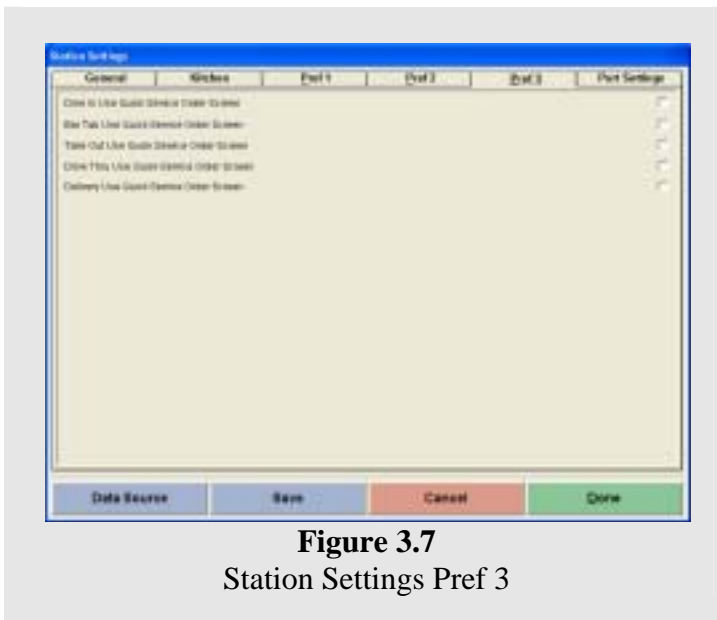 Station Settings
General Kitchen Pref 1 Pref 2 Pref 3 Port Settings
Dine In Use Quick Service Order Screen
Bar Tab Use Quick Service Order Screen
Take Out Use Quick Service Order Screen
Drive Thru Use Quick Service Order Screen
Delivery Use Quick Service Order Screen
Data Source Save Cancel Done
Figure 3.7
Station Settings Pref 3